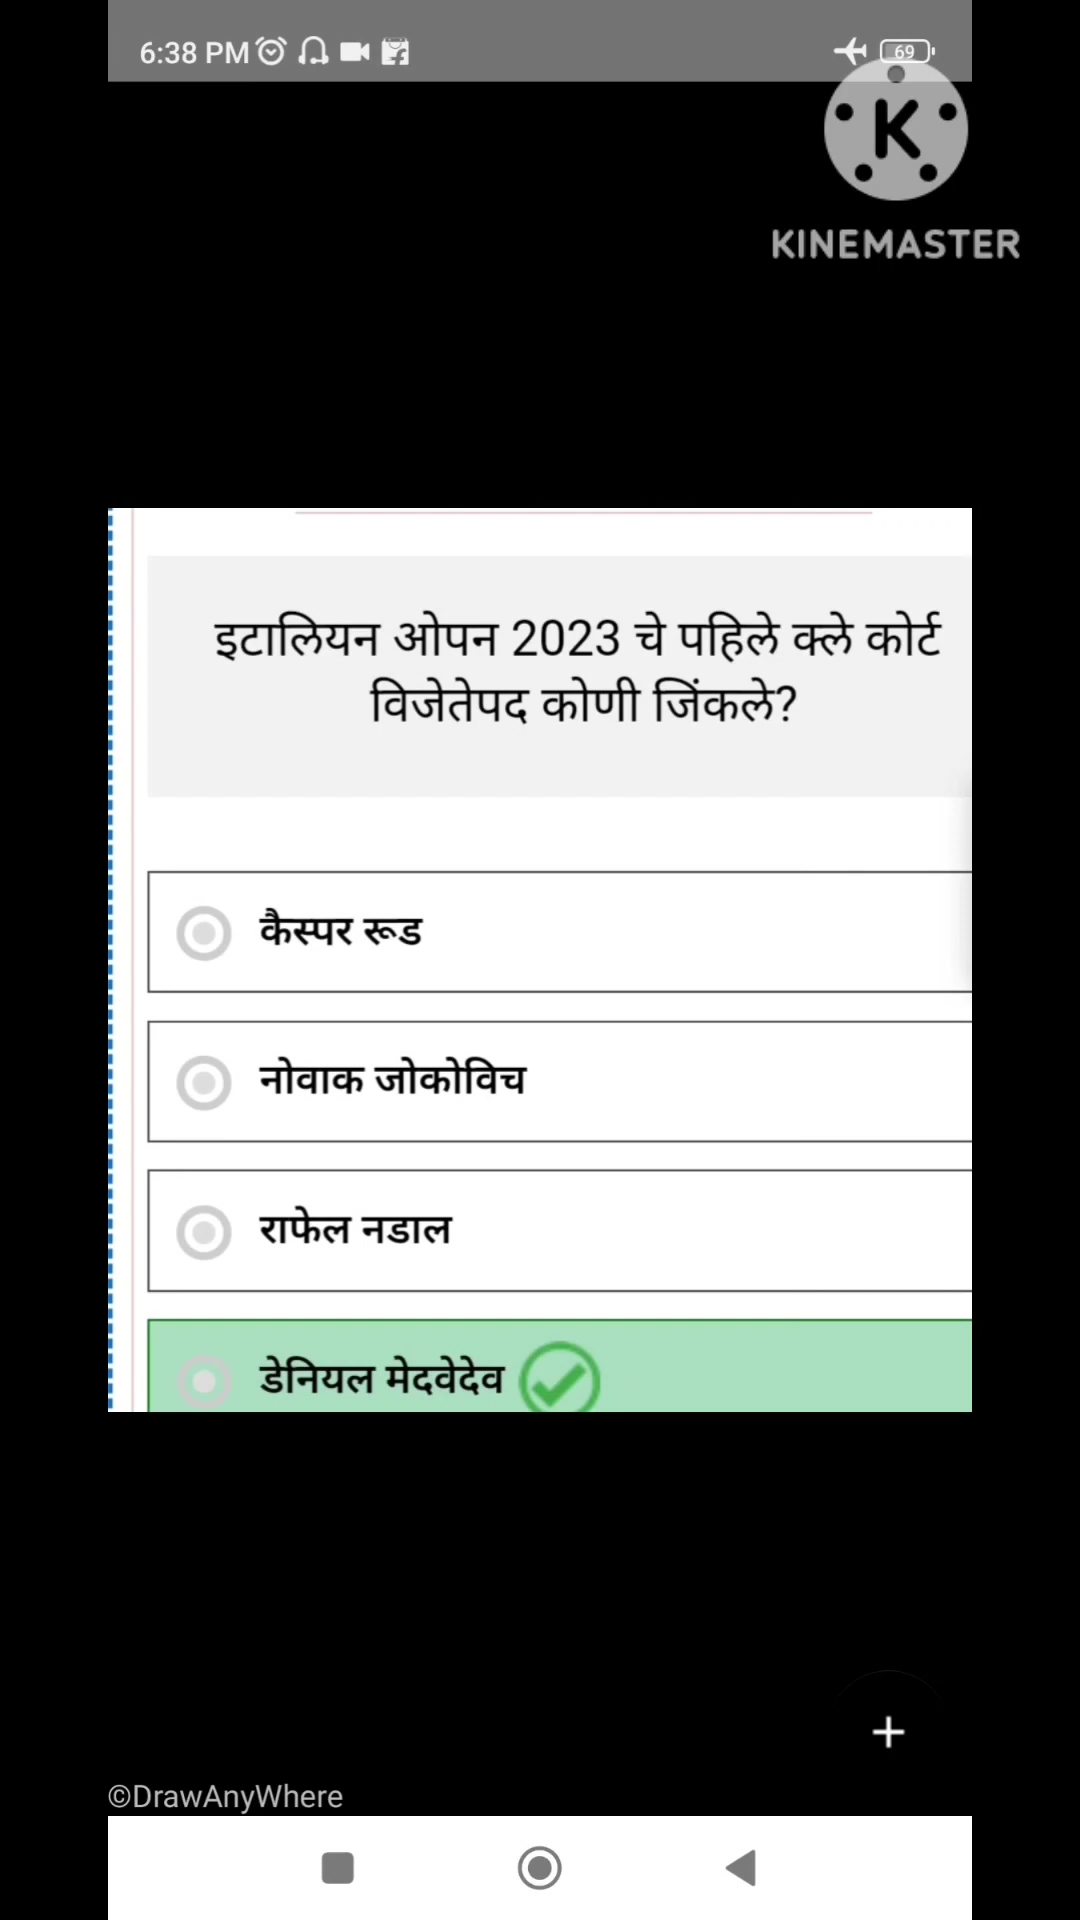 6:38 PM
69
K
KINEMASTER
इटालियन ओपन 2023 चे पहिले क्ले कोर्ट
विजेतेपद कोणी जिंकले?
कैस्पर रूड
नोवाक जोकोविच
राफेल नडाल
डेनियल मेदवेदेव
+
©DrawAnyWhere